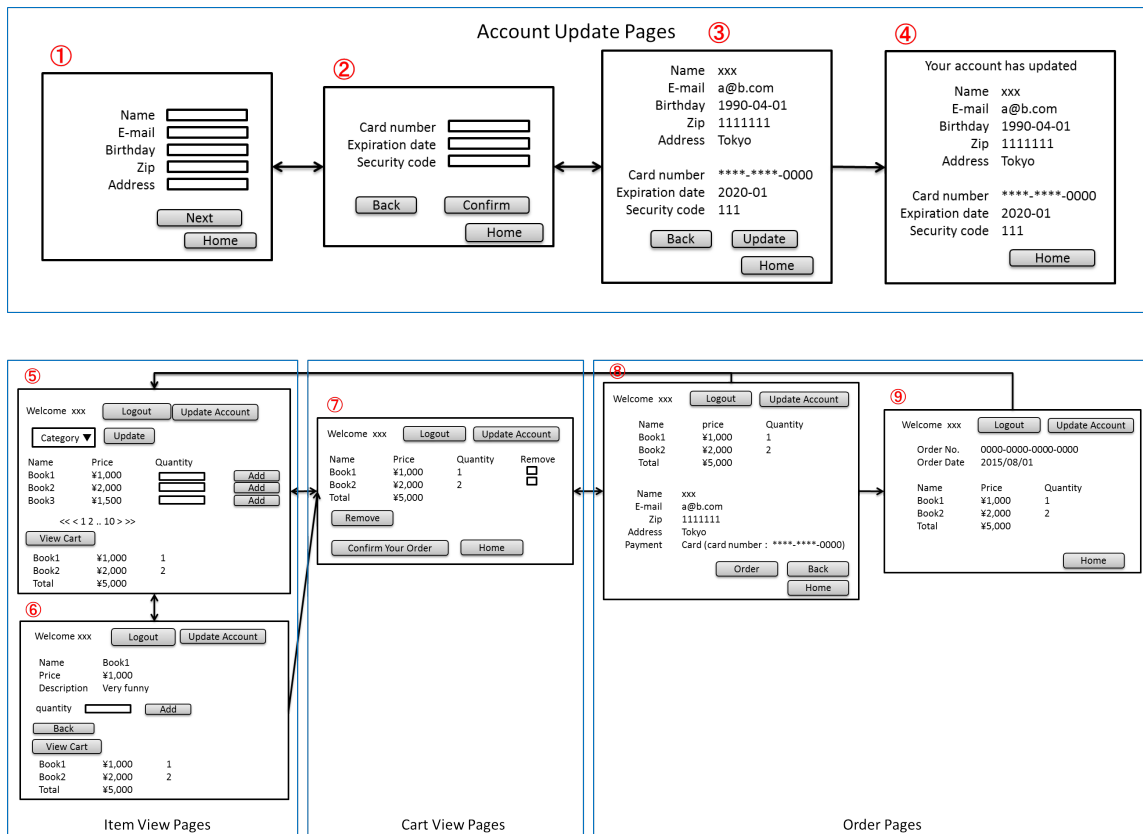 Account Update Pages
①
Name
E-mail
Birthday
Zip
Address
Next
Home
②
Card number
Expiration date
Security code
Back Confirm
Home
③
Name xxx
E-mail a@b.com
Birthday 1990-04-01
Zip 1111111
Address Tokyo
Card number ****-****-0000
Expiration date 2020-01
Security code 111
Back Update
Home
④
Your account has updated
Name xxx
E-mail a@b.com
Birthday 1990-04-01
Zip 1111111
Address Tokyo
Card number ****-****-0000
Expiration date 2020-01
Security code 111
Home
⑤
Welcome xxx Logout Update Account
Category ▼ Update
Name Price Quantity
Book1 ¥1,000 Add
Book2 ¥2,000 Add
Book3 ¥1,500 Add
<< < 1 2 .. 10 > >>
View Cart
Book1 ¥1,000 1
Book2 ¥2,000 2
Total ¥5,000
⑥
Welcome xxx Logout Update Account
Name Book1
Price ¥1,000
Description Very funny
quantity Add
Back
View Cart
Book1 ¥1,000 1
Book2 ¥2,000 2
Total ¥5,000
Item View Pages
⑦
Welcome xxx Logout Update Account
Name Price Quantity Remove
Book1 ¥1,000 1
Book2 ¥2,000 2
Total ¥5,000
Remove
Confirm Your Order Home
Cart View Pages
⑧
Welcome xxx Logout Update Account
Name price Quantity
Book1 ¥1,000 1
Book2 ¥2,000 2
Total ¥5,000
Name xxx
E-mail a@b.com
Zip 1111111
Address Tokyo
Payment Card (card number : ****-****-0000)
Order Back
Home
⑨
Welcome xxx Logout Update Account
Order No. 0000-0000-0000-0000
Order Date 2015/08/01
Name Price Quantity
Book1 ¥1,000 1
Book2 ¥2,000 2
Total ¥5,000
Home
Order Pages